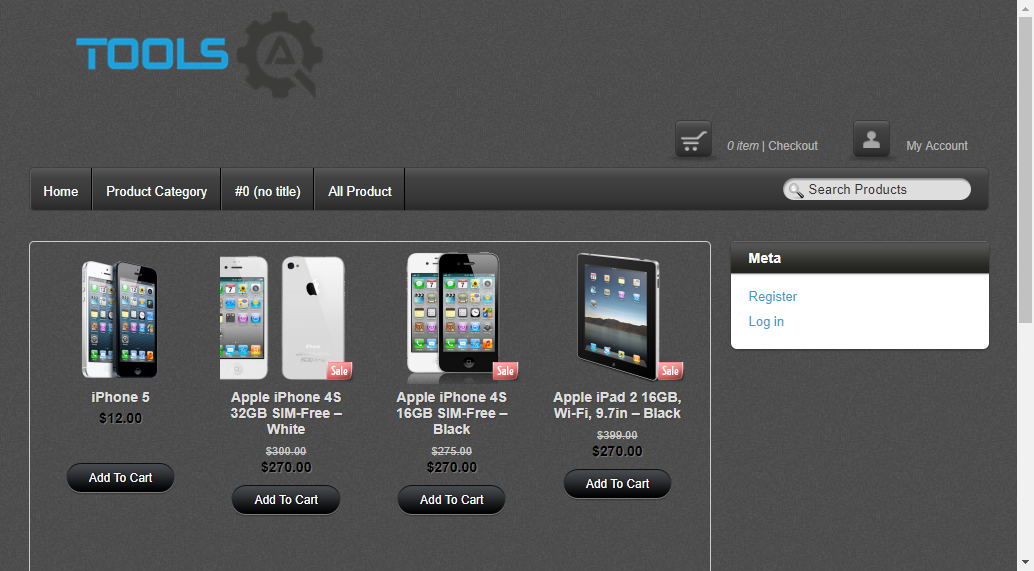 TOOLS
A
0 item | Checkout
My Account
Home
Product Category
#0 (no title)
All Product
Search Products
Sale
Sale
Sale
iPhone 5
$12.00
Add To Cart
Apple iPhone 4S
32GB SIM-Free –
White
$300.00
$270.00
Add To Cart
Apple iPhone 4S
16GB SIM-Free –
Black
$275.00
$270.00
Add To Cart
Apple iPad 2 16GB,
Wi-Fi, 9.7in – Black
$399.00
$270.00
Add To Cart
Meta
Register
Log in